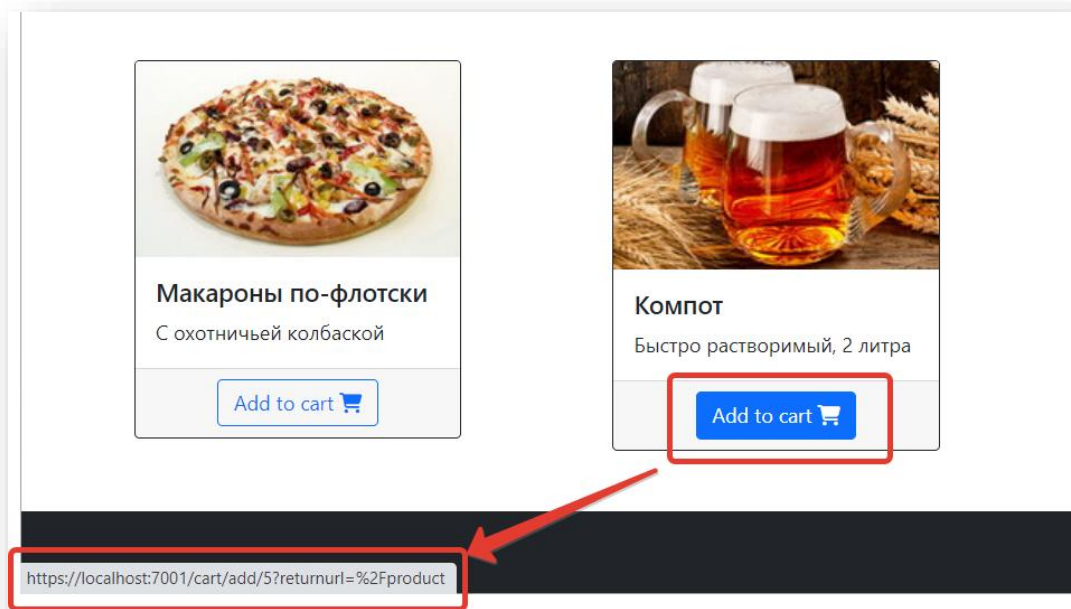 Макароны по-флотски
С охотничьей колбаской
Add to cart
Компот
Быстро растворимый, 2 литра
Add to cart
https://localhost:7001/cart/add/5?returnurl=%2Fproduct